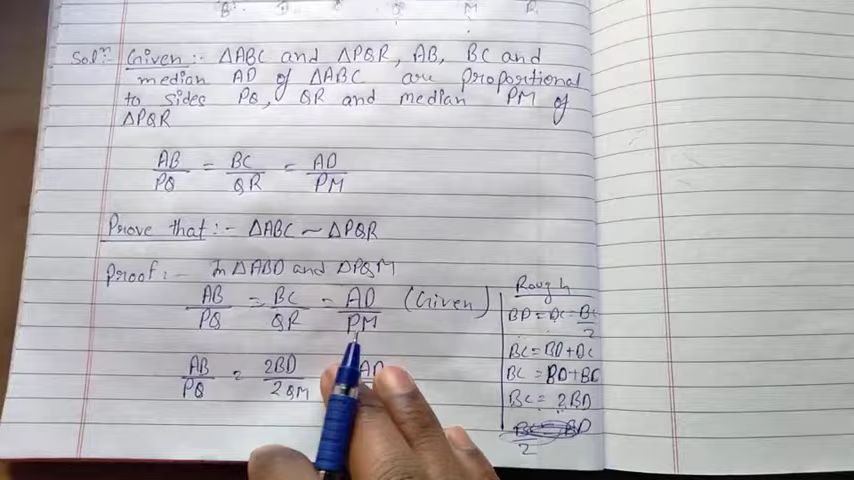 Solⁿ:- Given :- ΔABC and ΔPQR, AB, BC and
median AD of ΔABC are proportional
to sides PQ, QR and median PM of
ΔPQR
AB/PQ = BC/QR = AD/PM
Prove that :- ΔABC ~ ΔPQR
Proof :- In ΔABD and ΔPQM
AB/PQ = BC/QR = AD/PM (Given)
AB/PQ = 2BD/2QM AD
Rough
BD = DC = BC/2
BC = BD + DC
BC = BD + BD
BC = 2BD